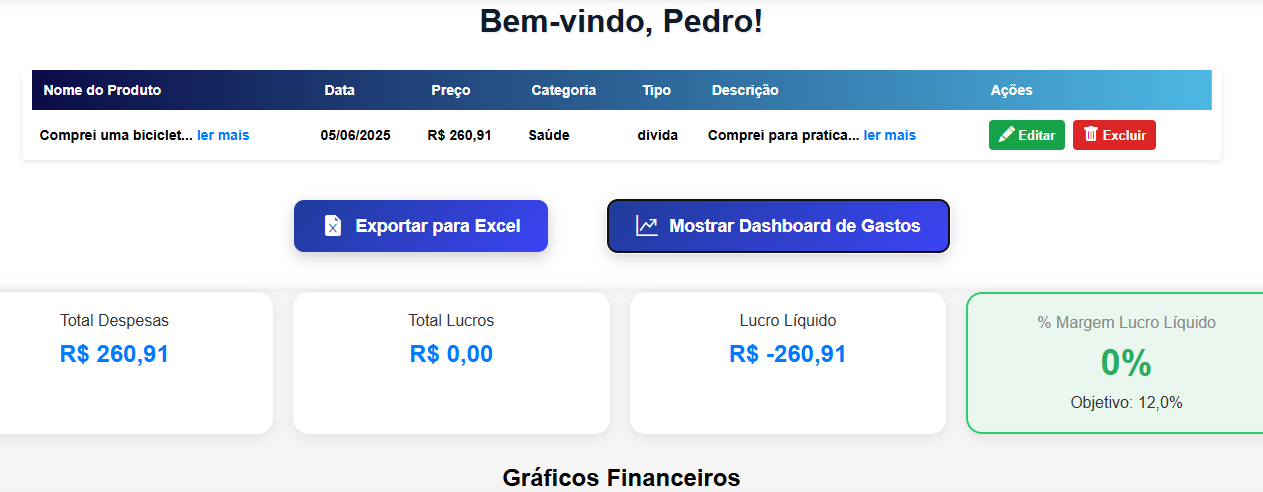 Bem-vindo, Pedro!
Nome do Produto Data Preço Categoria Tipo Descrição Ações
Comprei uma biciclet... ler mais 05/06/2025 R$ 260,91 Saúde divida Comprei para pratica... ler mais Editar Excluir
Exportar para Excel Mostrar Dashboard de Gastos
Total Despesas Total Lucros Lucro Líquido % Margem Lucro Líquido
R$ 260,91 R$ 0,00 R$ -260,91 0%
Objetivo: 12,0%
Gráficos Financeiros